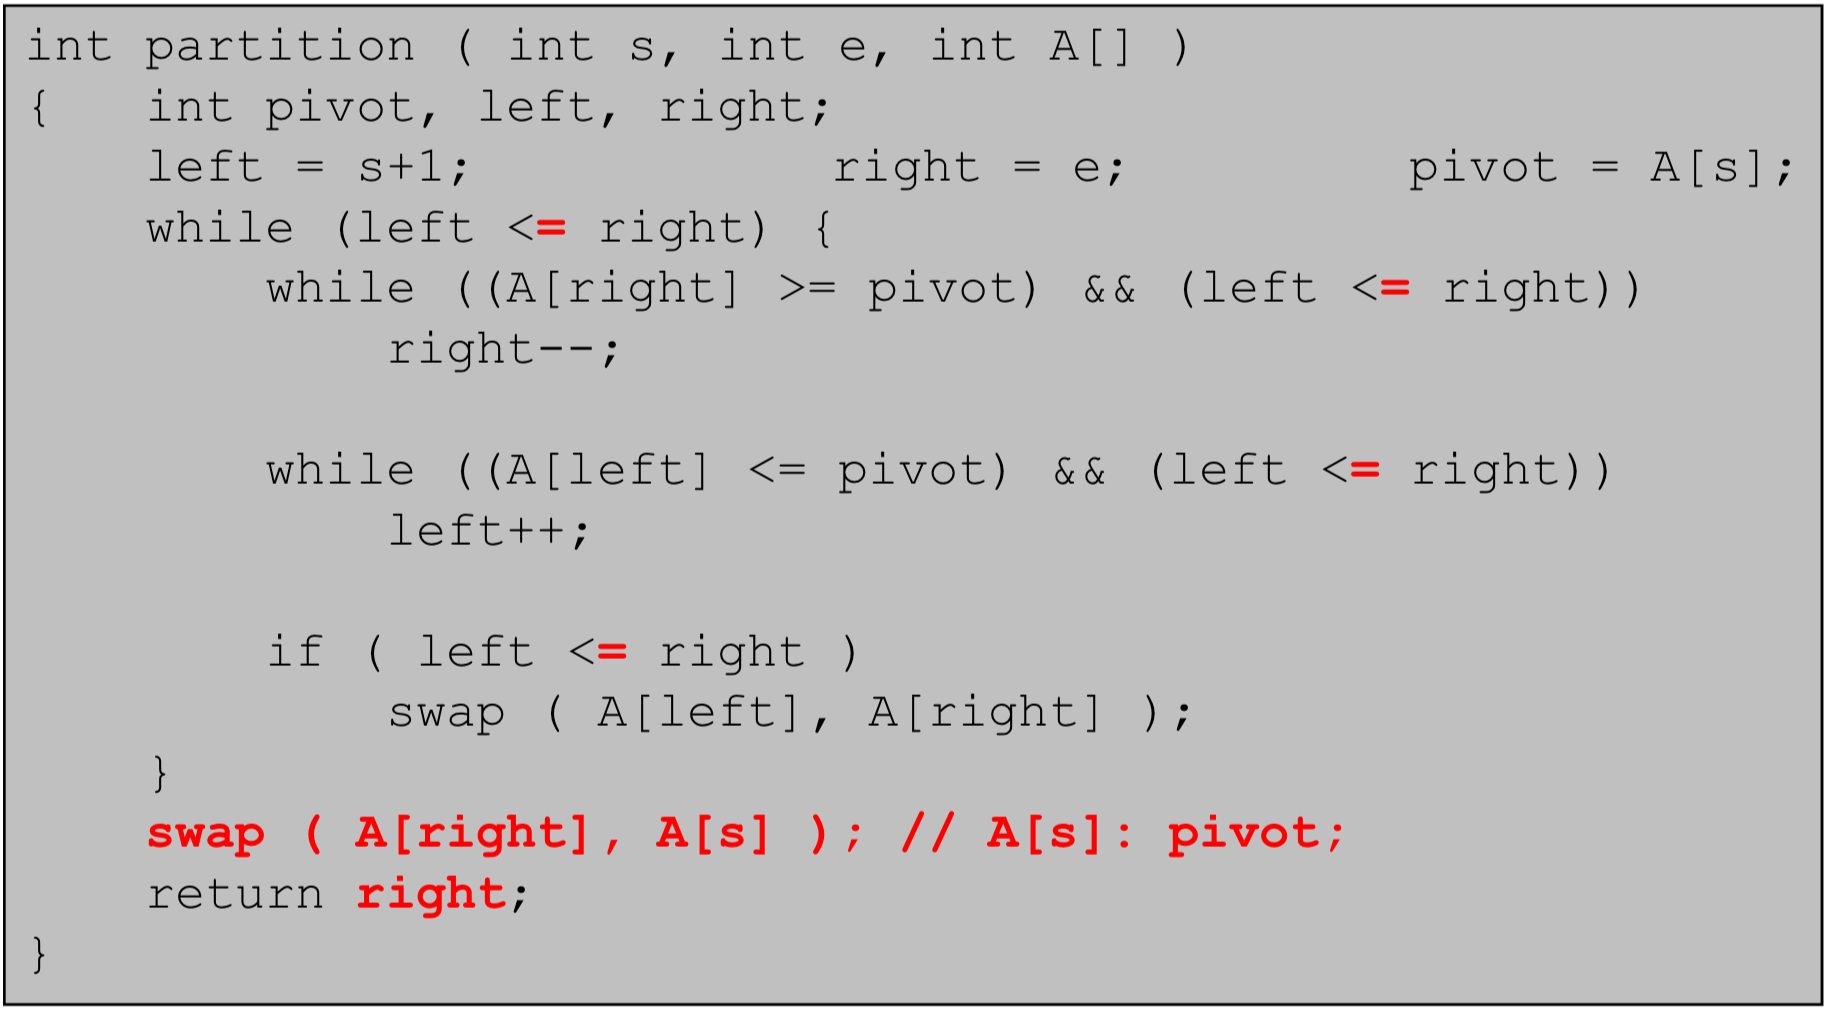 int partition ( int s, int e, int A[] )
{   int pivot, left, right;
    left = s+1;            right = e;         pivot = A[s];
    while (left <= right) {
        while ((A[right] >= pivot) && (left <= right))
            right--;
        while ((A[left] <= pivot) && (left <= right))
            left++;
        if ( left <= right )
            swap ( A[left], A[right] );
    }
    swap ( A[right], A[s] ); // A[s]: pivot;
    return right;
}